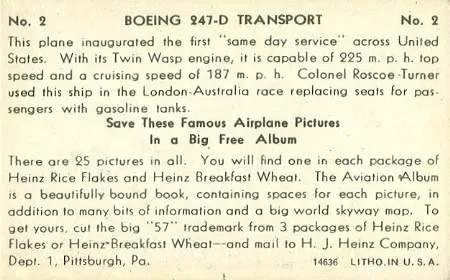 No. 2 BOEING 247-D TRANSPORT No. 2
This plane inaugurated the first "same day service" across United
States. With its Twin Wasp engine, it is capable of 225 m. p. h. top
speed and a cruising speed of 187 m. p. h. Colonel Roscoe Turner
used this ship in the London-Australia race replacing seats for pas-
sengers with gasoline tanks.
Save These Famous Airplane Pictures
In a Big Free Album
There are 25 pictures in all. You will find one in each package of
Heinz Rice Flakes and Heinz Breakfast Wheat. The Aviation Album
is a beautifully bound book, containing spaces for each picture, in
addition to many bits of information and a big world skyway map. To
get yours, cut the big "57" trademark from 3 packages of Heinz Rice
Flakes or Heinz Breakfast Wheat—and mail to H. J. Heinz Company,
Dept. 1, Pittsburgh, Pa. 14636 LITHO. IN U. S. A.